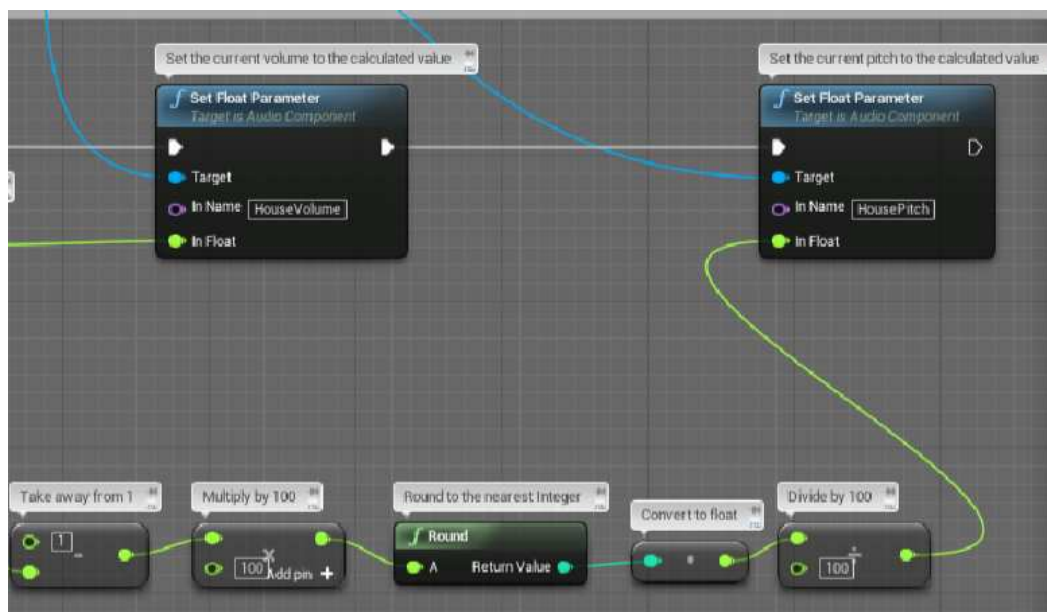 Set the current volume to the calculated value
Set Float Parameter
Target is Audio Component
Target
In Name HouseVolume
In Float
Set the current pitch to the calculated value
Set Float Parameter
Target is Audio Component
Target
In Name HousePitch
In Float
Take away from 1
1
-
Multiply by 100
×
100 Add pin +
Round to the nearest Integer
Round
A Return Value
Convert to float
Divide by 100
÷
100